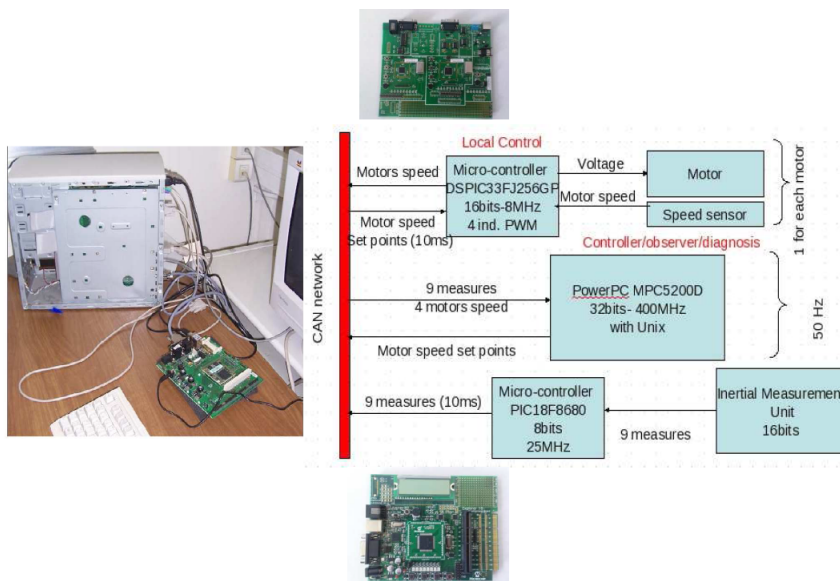 Local Control
Motors speed
Micro-controller
DSPIC33FJ256GP
16bits-8MHz
4 ind. PWM
Voltage
Motor
Motor speed
Speed sensor
1 for each motor
Motor speed
Set points (10ms)
Controller/observer/diagnosis
CAN network
9 measures
4 motors speed
PowerPC MPC5200D
32bits- 400MHz
with Unix
50 Hz
Motor speed set points
9 measures (10ms)
Micro-controller
PIC18F8680
8bits
25MHz
9 measures
Inertial Measurement
Unit
16bits